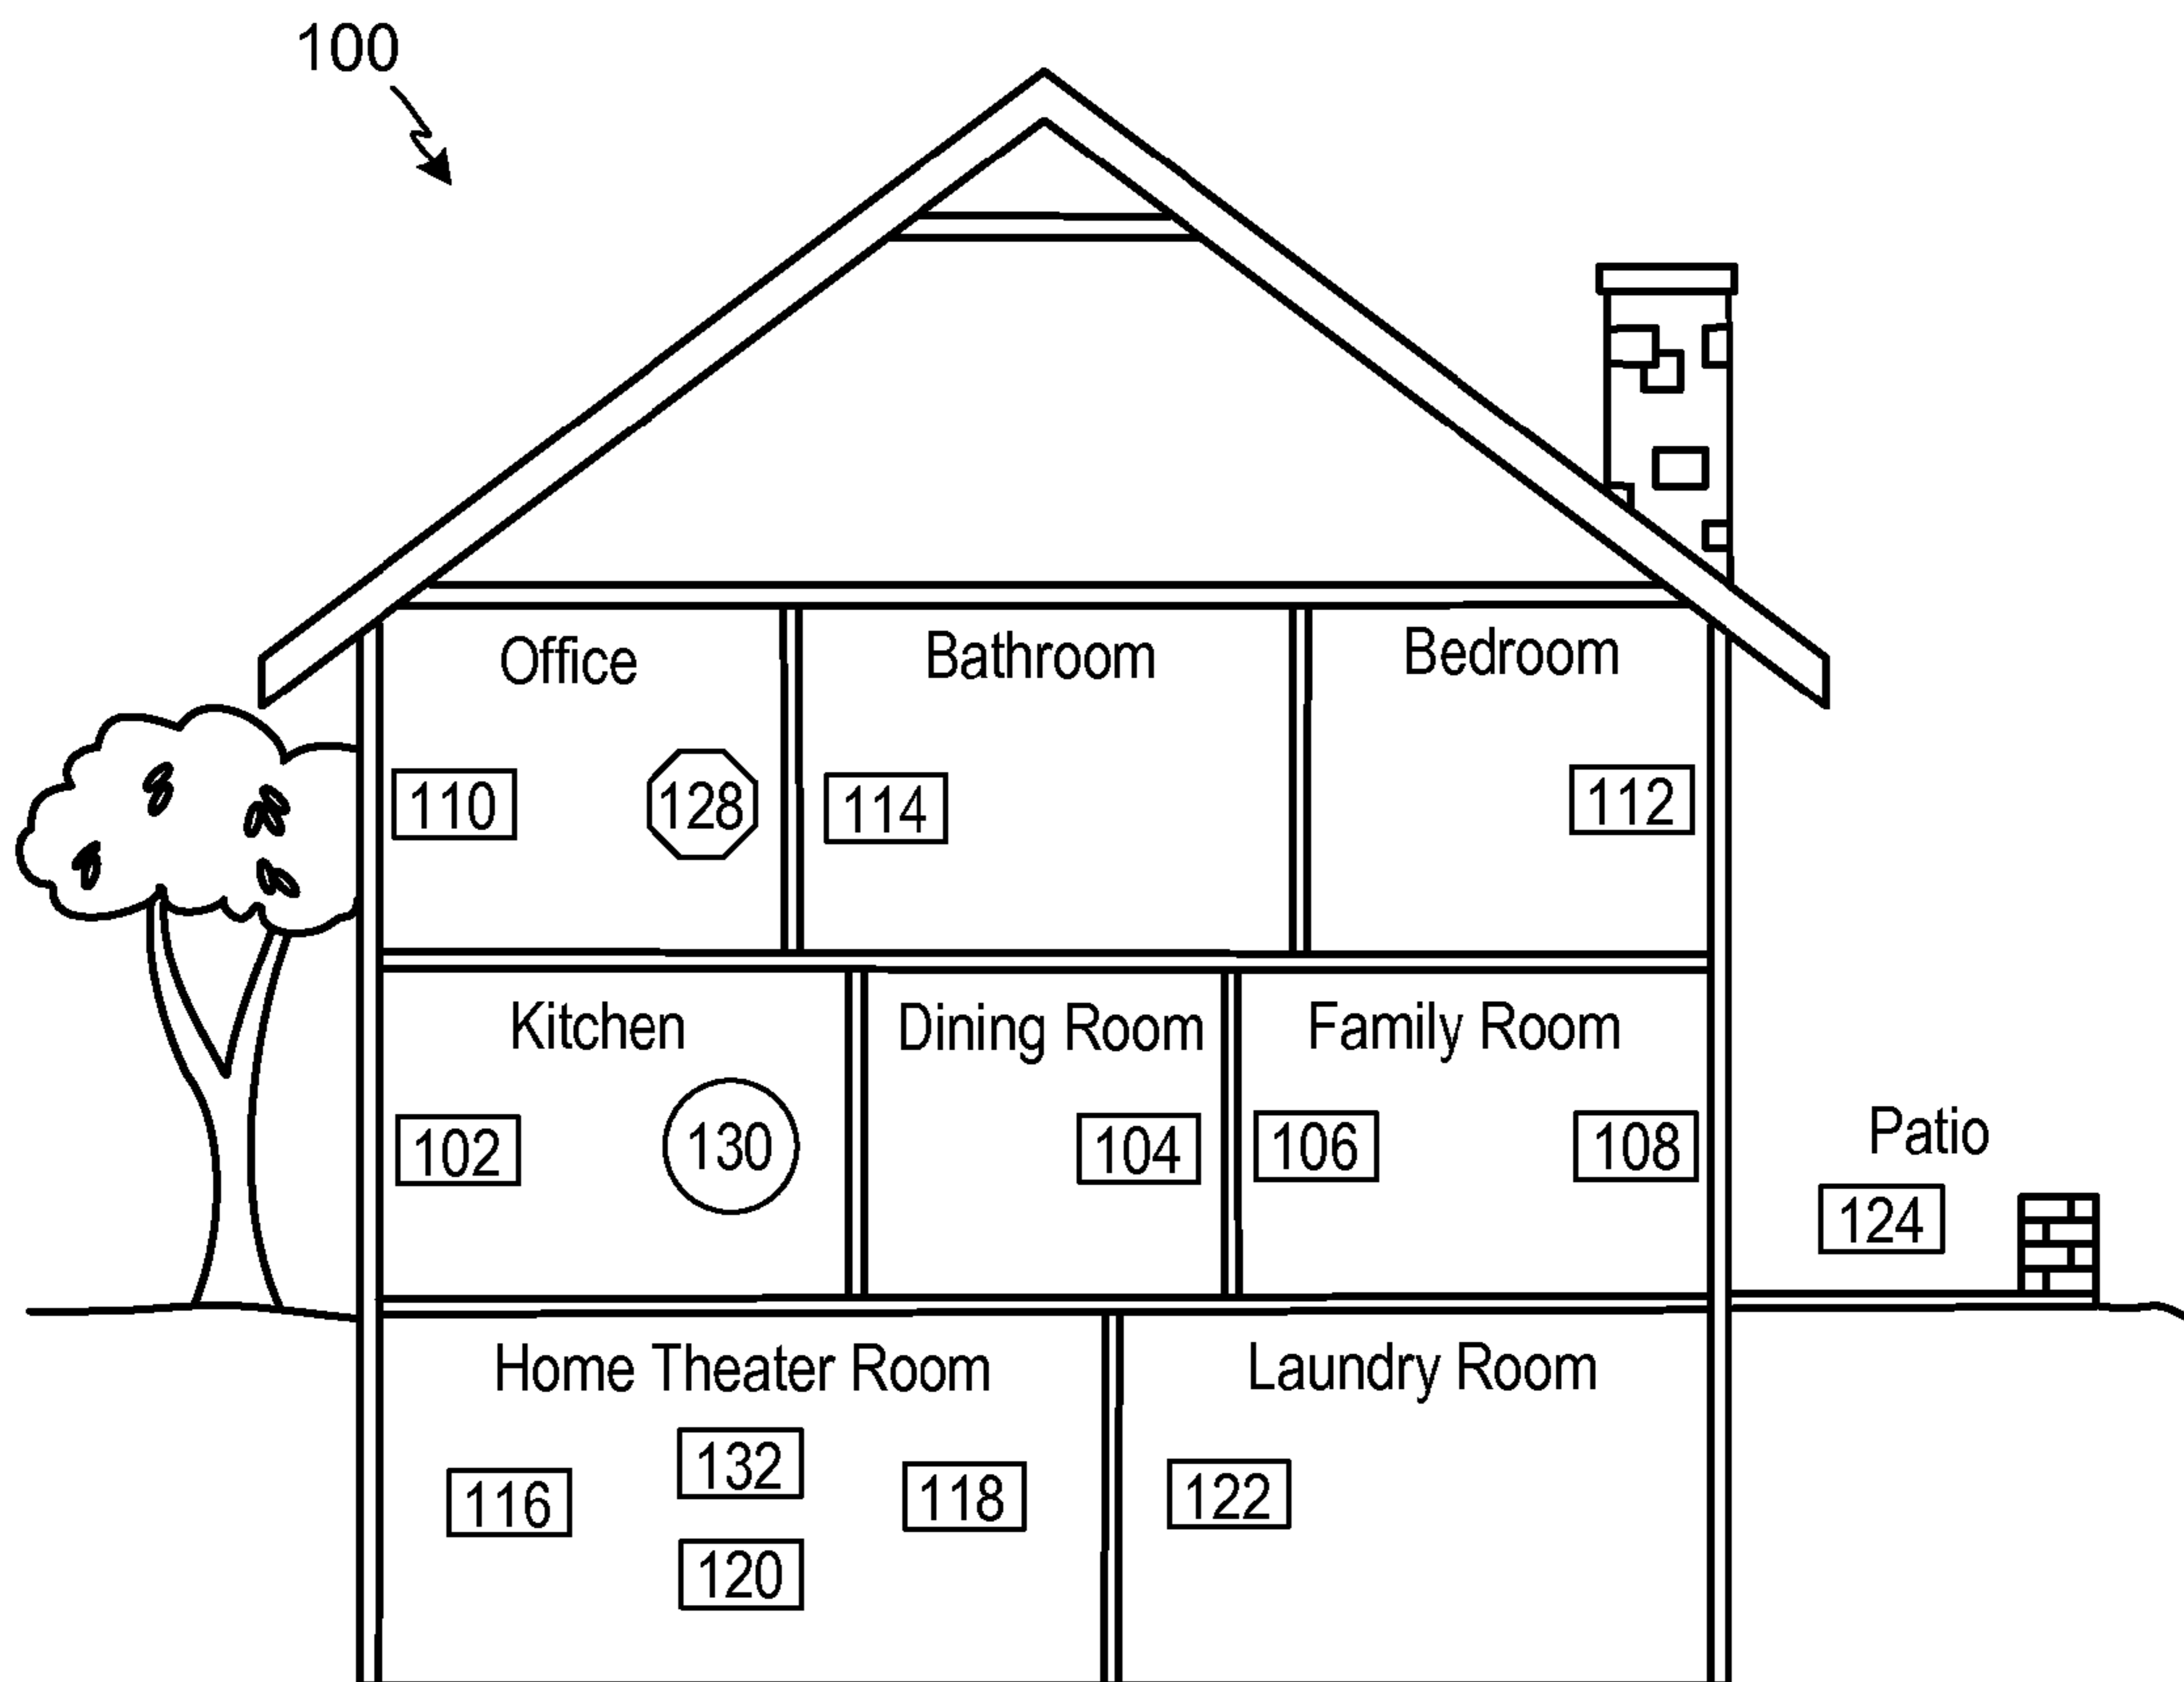 100
Office
Bathroom
Bedroom
110
128
114
112
Kitchen
Dining Room
Family Room
102
130
104
106
108
Patio
124
Home Theater Room
Laundry Room
132
116
118
122
120